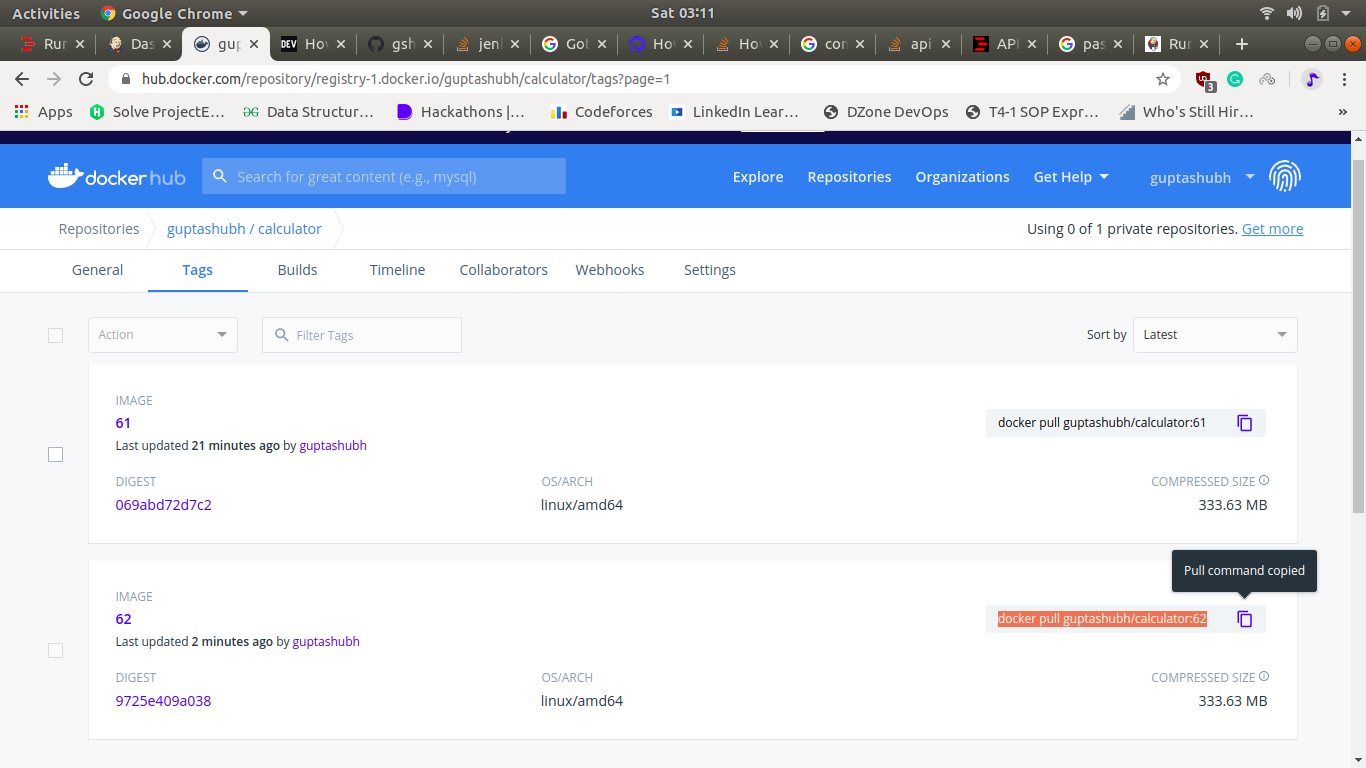 Activities Google Chrome Sat 03:11
Rur Das gup DEV Hov gsh jenl Got Hov Hov con api API pas Rur
hub.docker.com/repository/registry-1.docker.io/guptashubh/calculator/tags?page=1 3
Apps Solve ProjectE... Data Structur... Hackathons |... Codeforces LinkedIn Lear... DZone DevOps T4-1 SOP Expr... Who's Still Hir... »
docker hub Search for great content (e.g., mysql) Explore Repositories Organizations Get Help guptashubh
Repositories guptashubh / calculator Using 0 of 1 private repositories. Get more
General Tags Builds Timeline Collaborators Webhooks Settings
Action Filter Tags Sort by Latest
IMAGE
61 docker pull guptashubh/calculator:61
Last updated 21 minutes ago by guptashubh
DIGEST OS/ARCH COMPRESSED SIZE
069abd72d7c2 linux/amd64 333.63 MB
Pull command copied
IMAGE
62 docker pull guptashubh/calculator:62
Last updated 2 minutes ago by guptashubh
DIGEST OS/ARCH COMPRESSED SIZE
9725e409a038 linux/amd64 333.63 MB